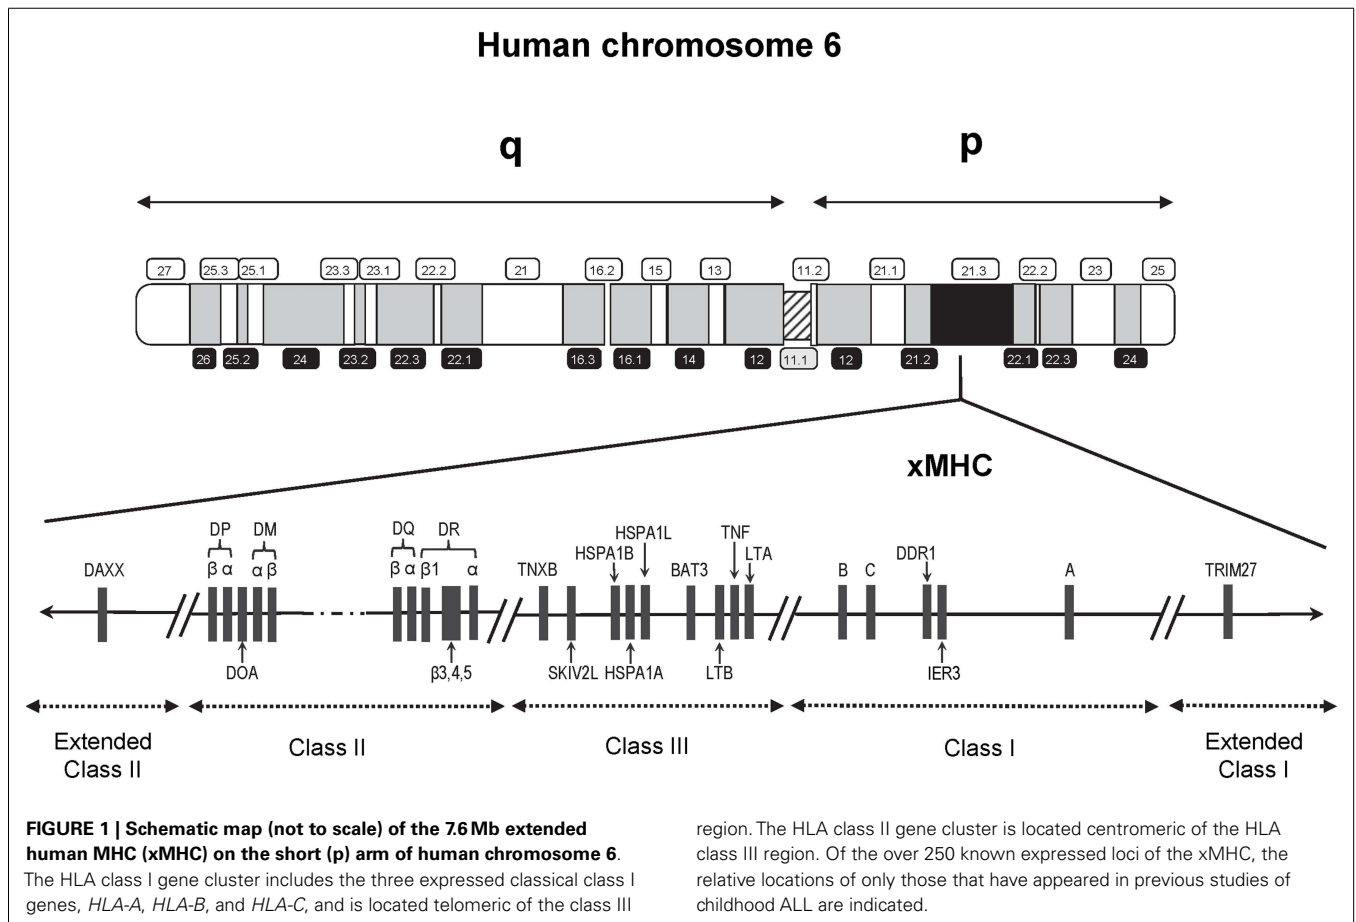 Human chromosome 6
q p
27 25.3 25.1 23.3 23.1 22.2 21 16.2 15 13 11.2 21.1 21.3 22.2 23 25
26 25.2 24 23.2 22.3 22.1 16.3 16.1 14 12 11.1 12 21.2 22.1 22.3 24
xMHC
HSPA1L TNF
DP DM DQ DR HSPA1B LTA
DAXX β α α β β α β1 α TNXB BAT3 B C DDR1 A TRIM27
DOA β3,4,5 SKIV2L HSPA1A LTB IER3
Extended Class II Class III Class I Extended
Class II Class I
FIGURE 1 | Schematic map (not to scale) of the 7.6 Mb extended
human MHC (xMHC) on the short (p) arm of human chromosome 6.
The HLA class I gene cluster includes the three expressed classical class I
genes, HLA-A, HLA-B, and HLA-C, and is located telomeric of the class III
region. The HLA class II gene cluster is located centromeric of the HLA
class III region. Of the over 250 known expressed loci of the xMHC, the
relative locations of only those that have appeared in previous studies of
childhood ALL are indicated.